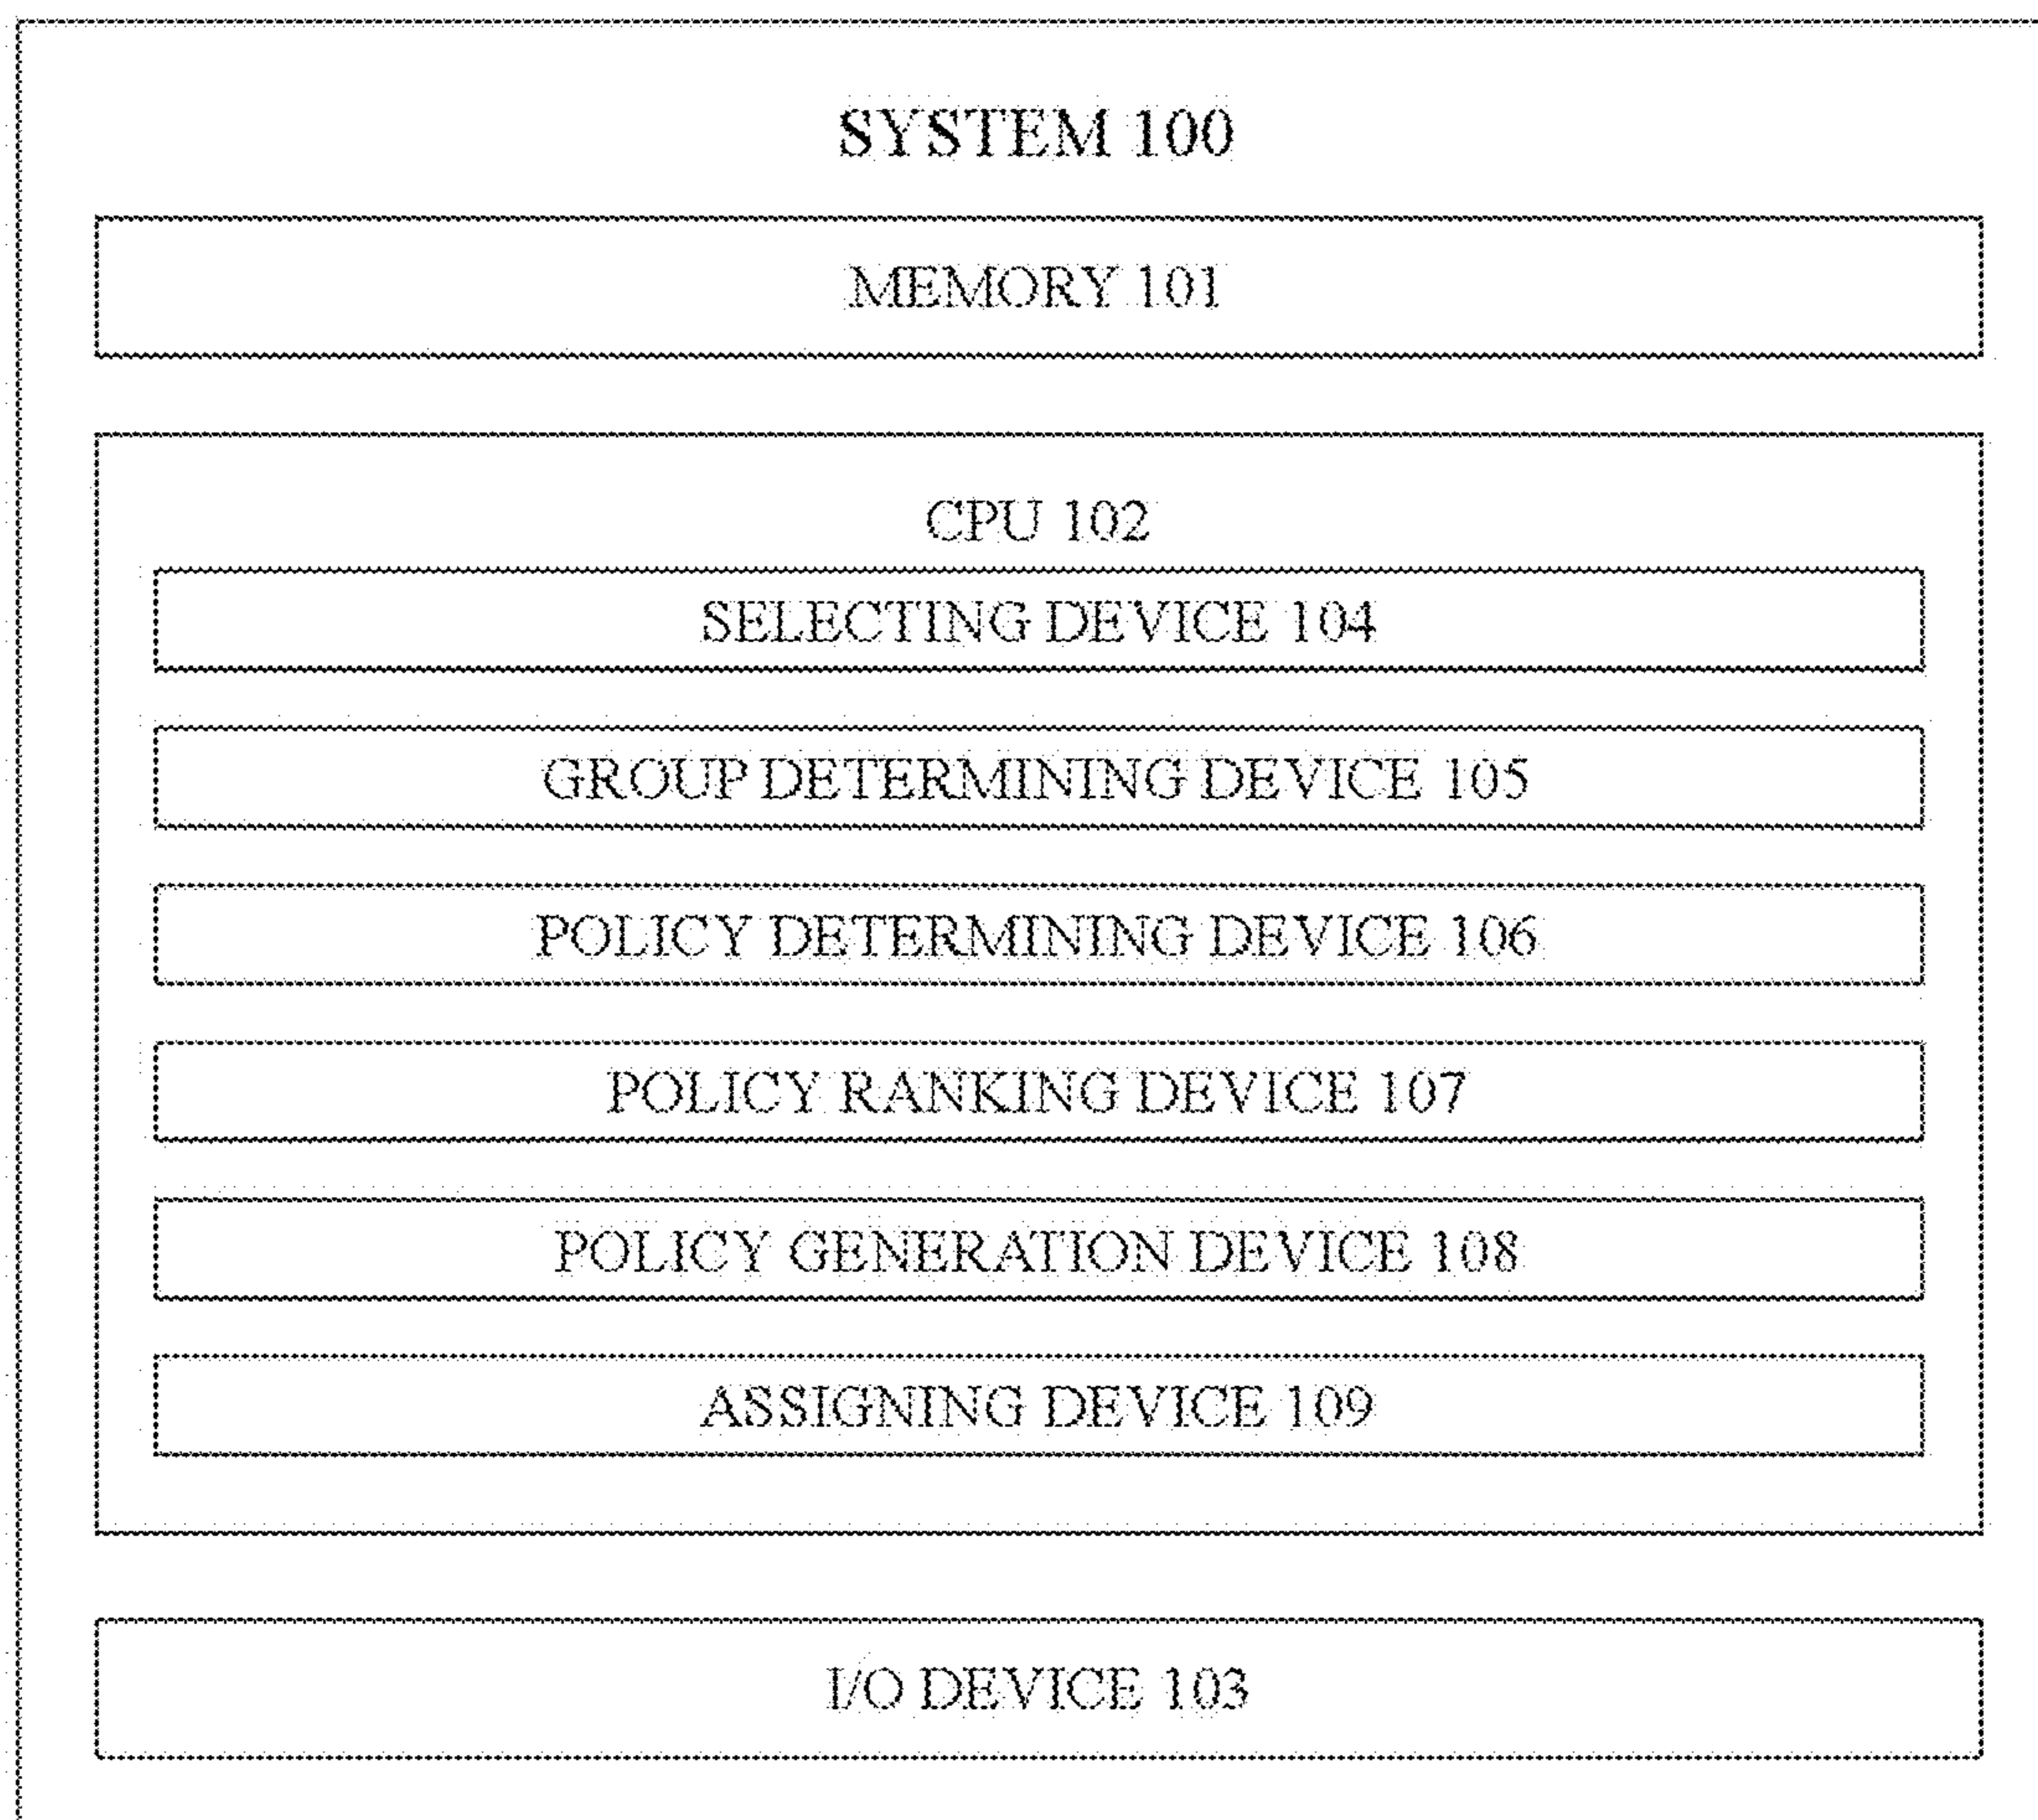 SYSTEM 100
MEMORY 101
CPU 102
SELECTING DEVICE 104
GROUP DETERMINING DEVICE 105
POLICY DETERMINING DEVICE 106
POLICY RANKING DEVICE 107
POLICY GENERATION DEVICE 108
ASSIGNING DEVICE 109
I/O DEVICE 103